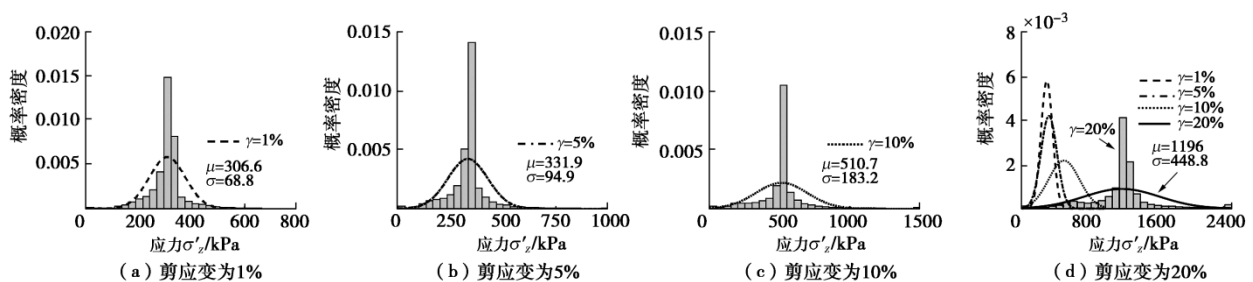 0.020
0.015
0.010
0.005
概率密度
γ=1%
μ=306.6
σ=68.8
0
200
400
600
800
应力σ′z/kPa
(a)剪应变为1%
0.015
0.010
0.005
概率密度
γ=5%
μ=331.9
σ=94.9
0
250
500
750
1000
应力σ′z/kPa
(b)剪应变为5%
0.015
0.010
0.005
概率密度
γ=10%
μ=510.7
σ=183.2
0
500
1000
1500
应力σ′z/kPa
(c)剪应变为10%
×10⁻³
8
6
4
2
概率密度
γ=1%
γ=5%
γ=10%
γ=20%
γ=20%
μ=1196
σ=448.8
0
800
1600
2400
应力σ′z/kPa
(d)剪应变为20%